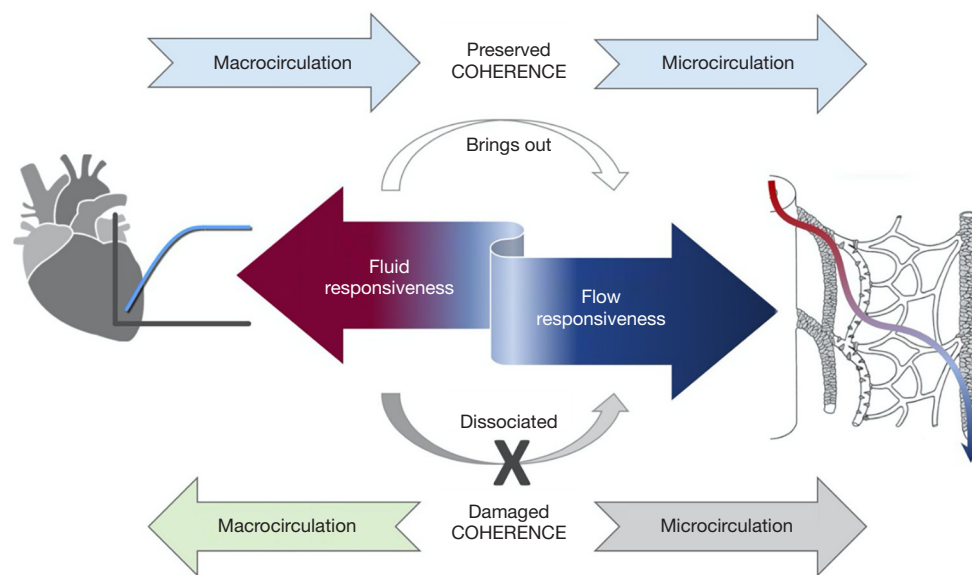 Macrocirculation
Preserved
COHERENCE
Microcirculation
Brings out
Fluid
responsiveness
Flow
responsiveness
Dissociated
X
Macrocirculation
Damaged
COHERENCE
Microcirculation